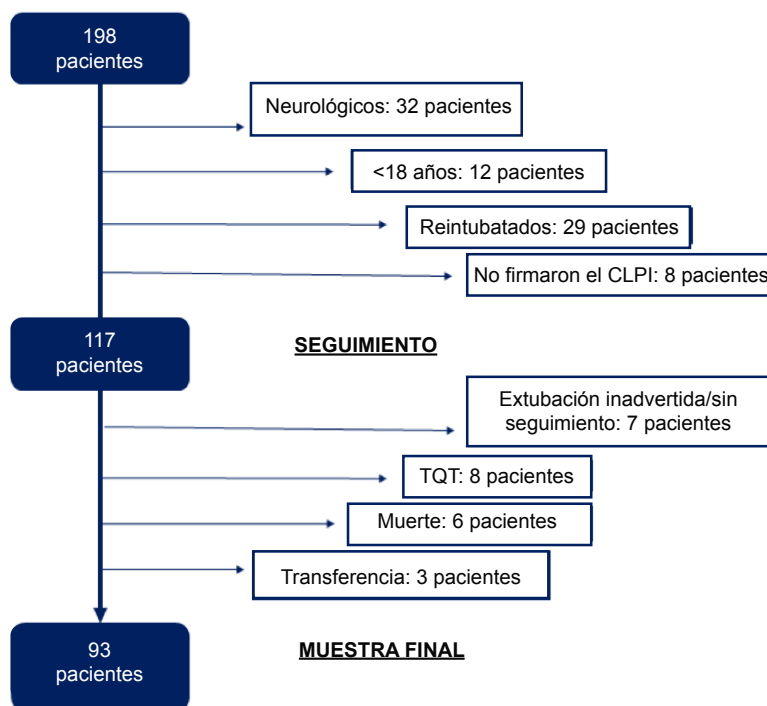 198
pacientes
Neurológicos: 32 pacientes
<18 años: 12 pacientes
Reintubatados: 29 pacientes
No firmaron el CLPI: 8 pacientes
117
pacientes
SEGUIMIENTO
Extubación inadvertida/sin
seguimiento: 7 pacientes
TQT: 8 pacientes
Muerte: 6 pacientes
Transferencia: 3 pacientes
93
pacientes
MUESTRA FINAL